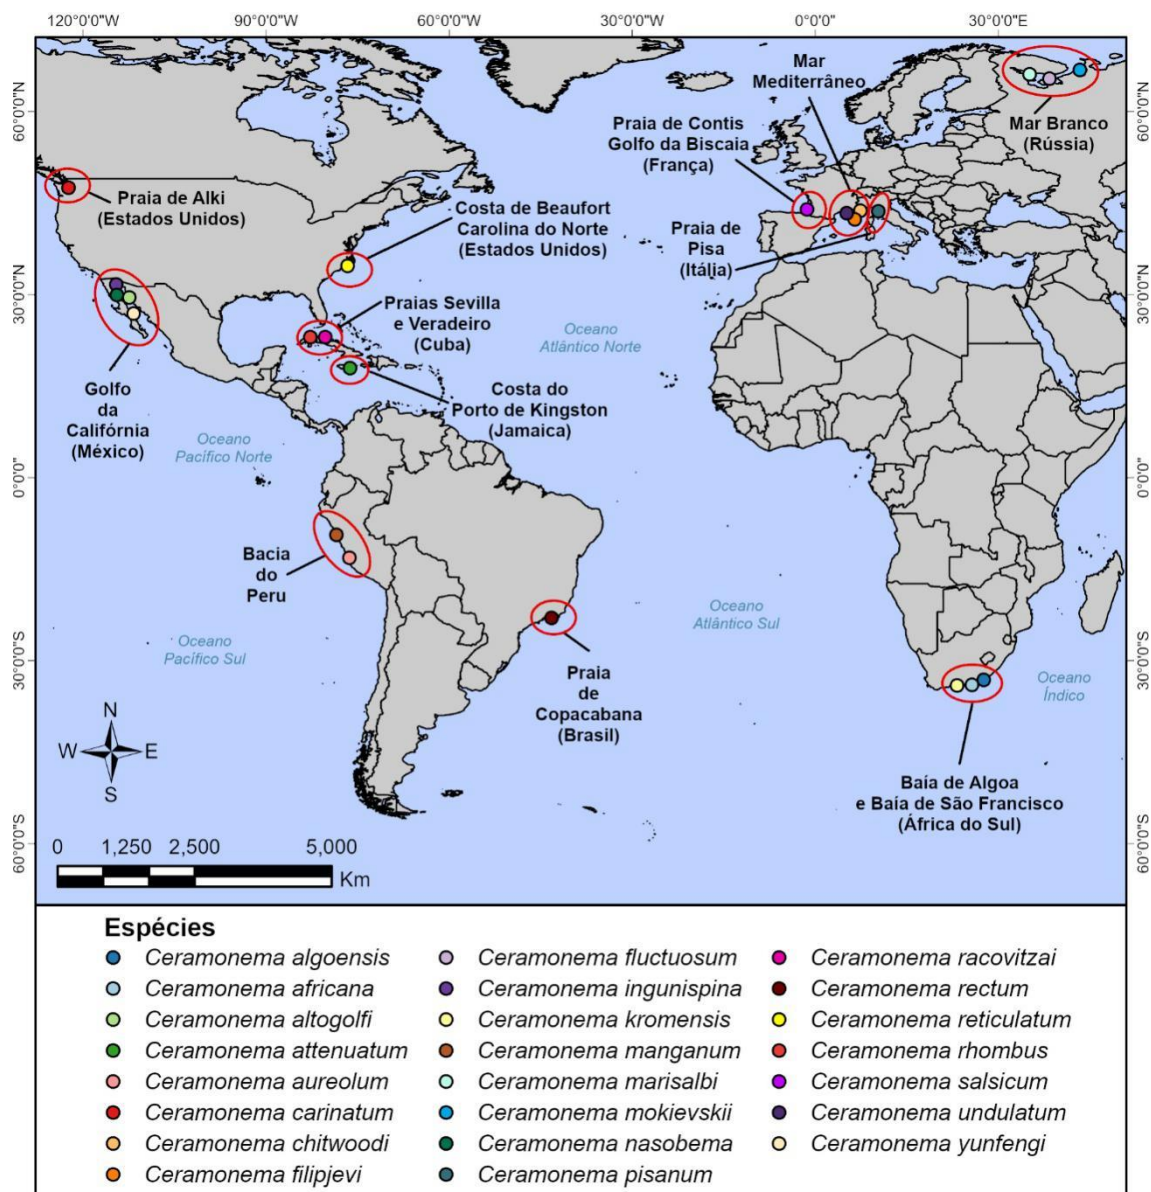 120°0'0"W
90°0'0"W
60°0'0"W
30°0'0"W
0°0'0"
30°0'0"E
60°0'0"N
30°0'0"N
0°0'0"
30°0'0"S
60°0'0"S
60°0'0"N
30°0'0"N
0°0'0"
30°0'0"S
60°0'0"S
Mar
Mediterrâneo
Praia de Contis
Golfo da Biscaia
(França)
Mar Branco
(Rússia)
Praia de Alki
(Estados Unidos)
Costa de Beaufort
Carolina do Norte
(Estados Unidos)
Praia de
Pisa
(Itálja)
Praias Sevilla
e Veradeiro
(Cuba)
Oceano
Atlântico Norte
Golfo
da
Califórnia
(México)
Costa do
Porto de Kingston
(Jamaica)
Oceano
Pacífico Norte
Bacia
do
Peru
Oceano
Atlântico Sul
Oceano
Pacífico Sul
Praia
de
Copacabana
(Brasil)
Oceano
Índico
N
W
E
S
Baía de Algoa
e Baía de São Francisco
(África do Sul)
0 1,250 2,500 5,000
Km
Espécies
Ceramonema algoensis
Ceramonema africana
Ceramonema altogolfi
Ceramonema attenuatum
Ceramonema aureolum
Ceramonema carinatum
Ceramonema chitwoodi
Ceramonema filipjevi
Ceramonema fluctuosum
Ceramonema ingunispina
Ceramonema kromensis
Ceramonema manganum
Ceramonema marisalbi
Ceramonema mokievskii
Ceramonema nasobema
Ceramonema pisanum
Ceramonema racovitzai
Ceramonema rectum
Ceramonema reticulatum
Ceramonema rhombus
Ceramonema salsicum
Ceramonema undulatum
Ceramonema yunfengi